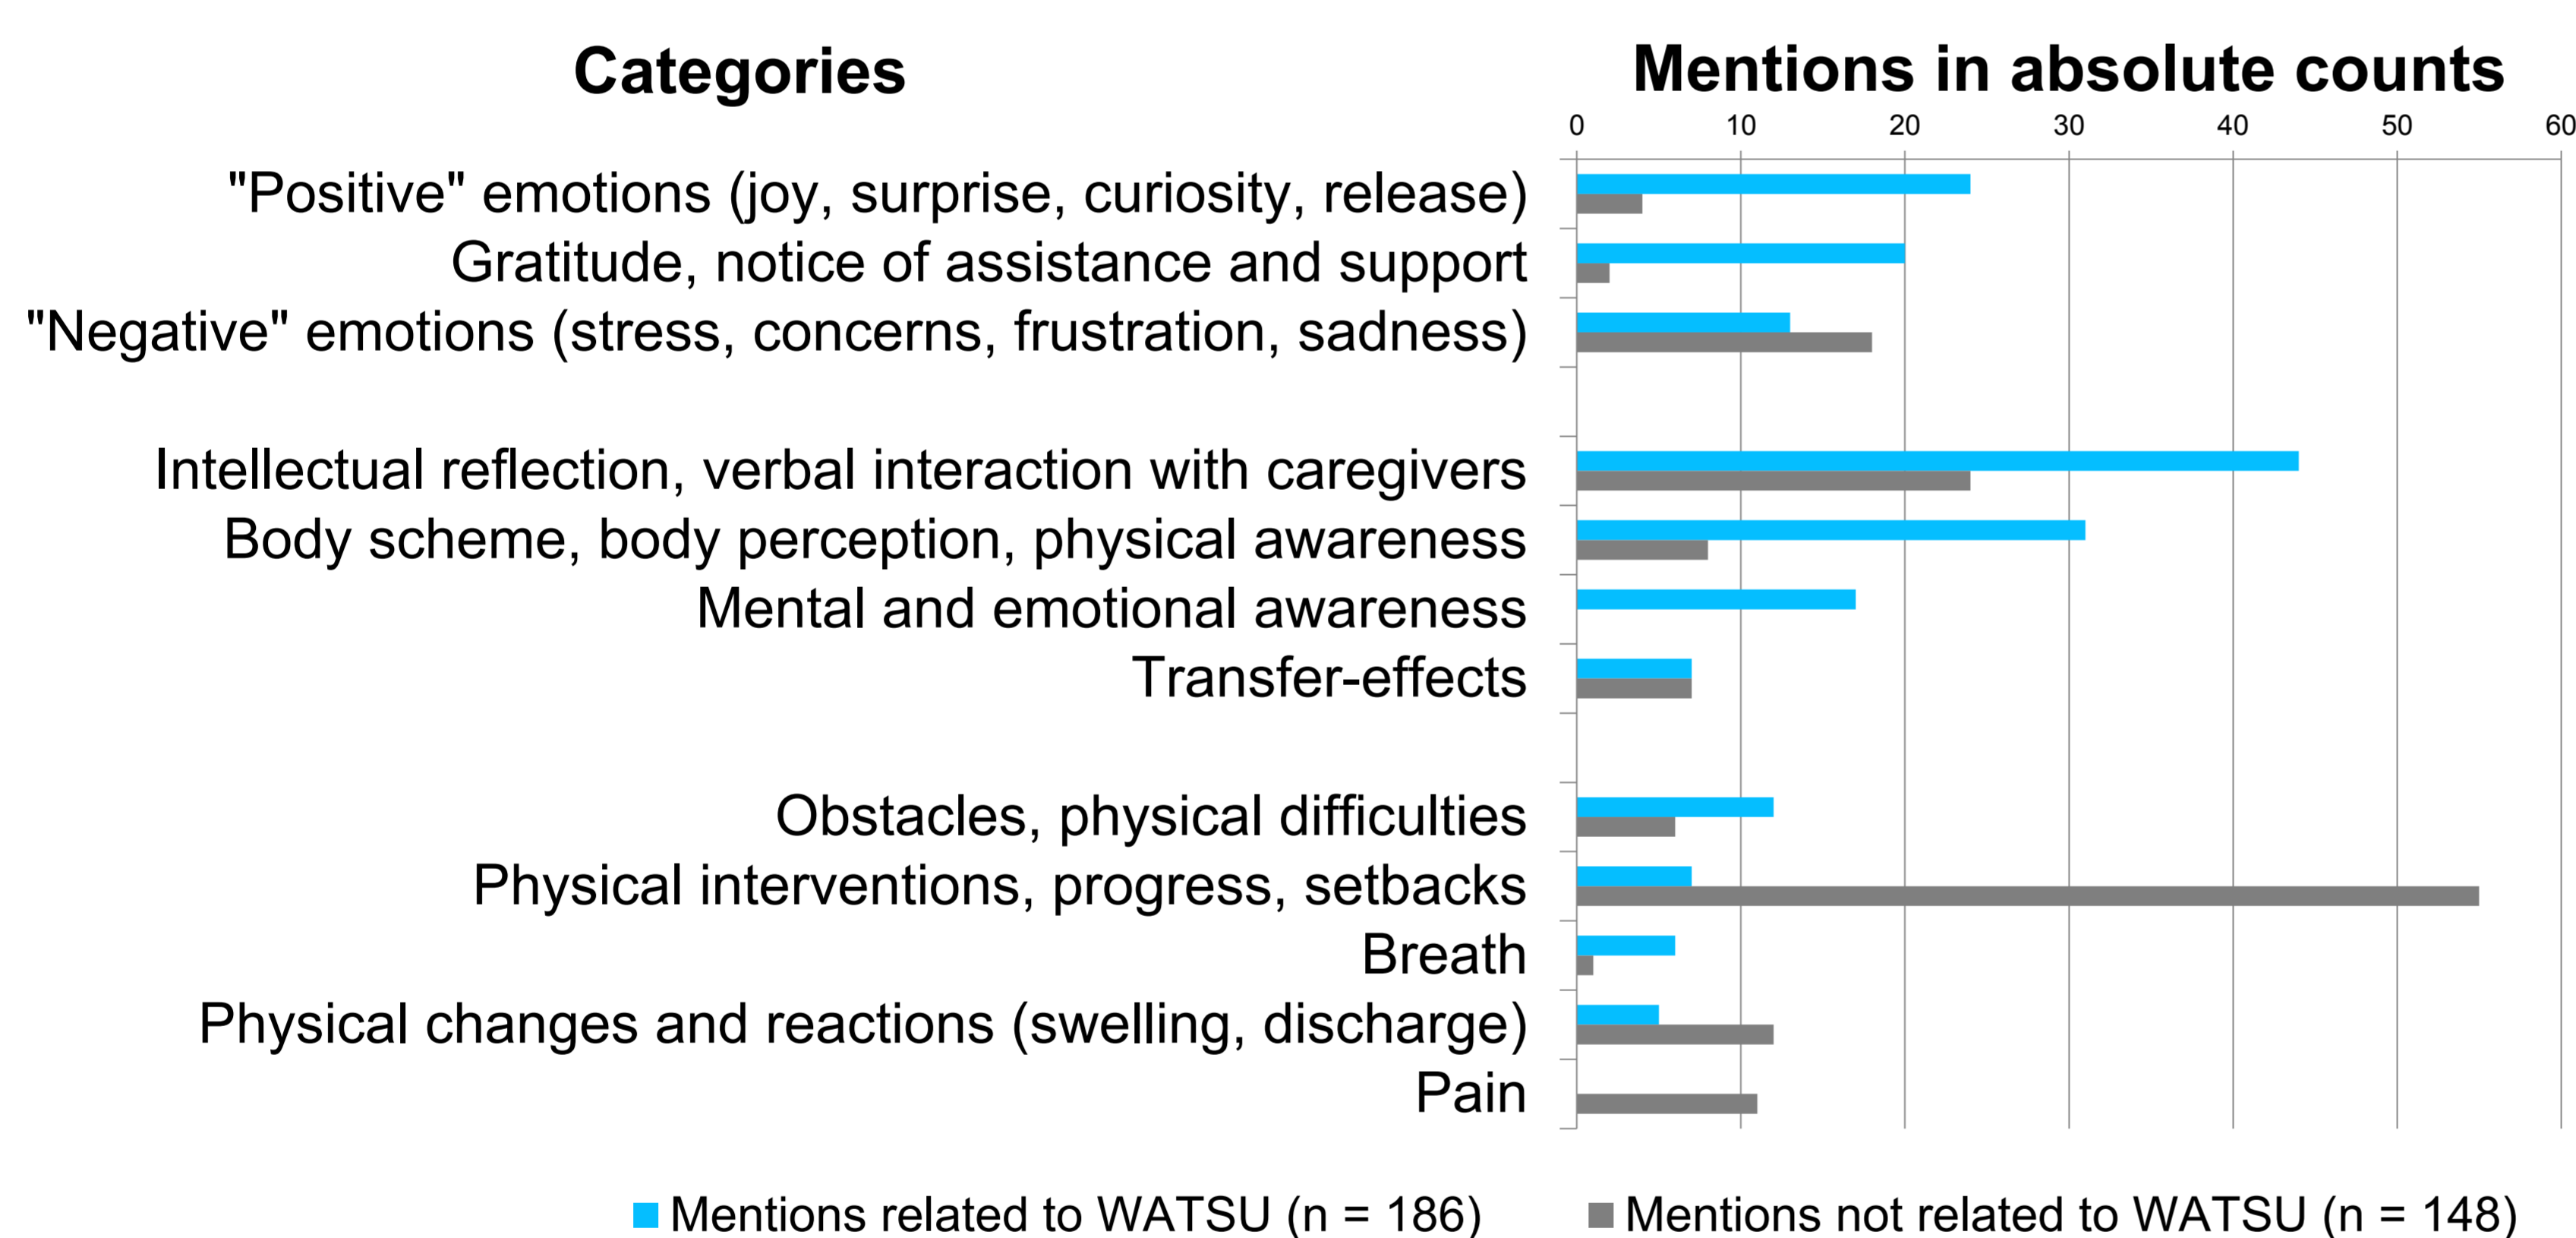 Categories
Mentions in absolute counts
0 10 20 30 40 50 60
"Positive" emotions (joy, surprise, curiosity, release)
Gratitude, notice of assistance and support
"Negative" emotions (stress, concerns, frustration, sadness)
Intellectual reflection, verbal interaction with caregivers
Body scheme, body perception, physical awareness
Mental and emotional awareness
Transfer-effects
Obstacles, physical difficulties
Physical interventions, progress, setbacks
Breath
Physical changes and reactions (swelling, discharge)
Pain
Mentions related to WATSU (n = 186)
Mentions not related to WATSU (n = 148)